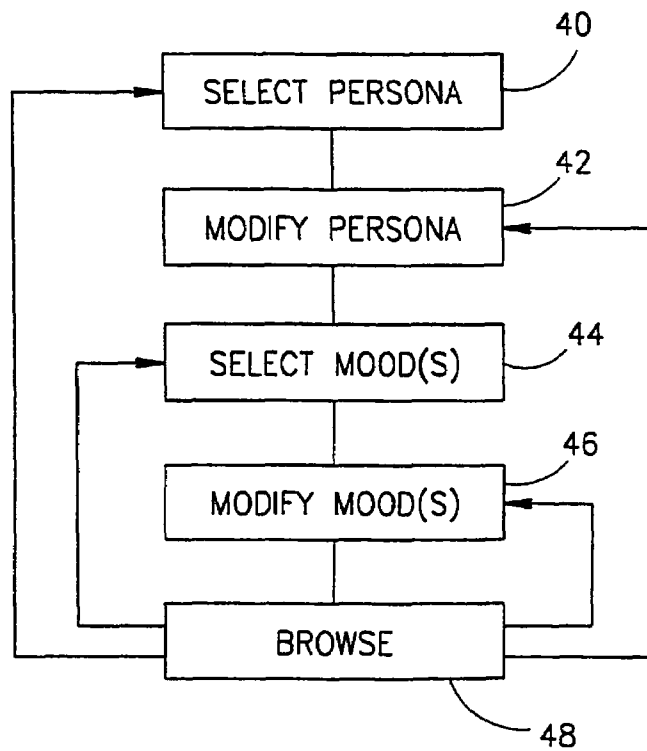 40
SELECT PERSONA
42
MODIFY PERSONA
SELECT MOOD(S)
44
46
MODIFY MOOD(S)
BROWSE
48